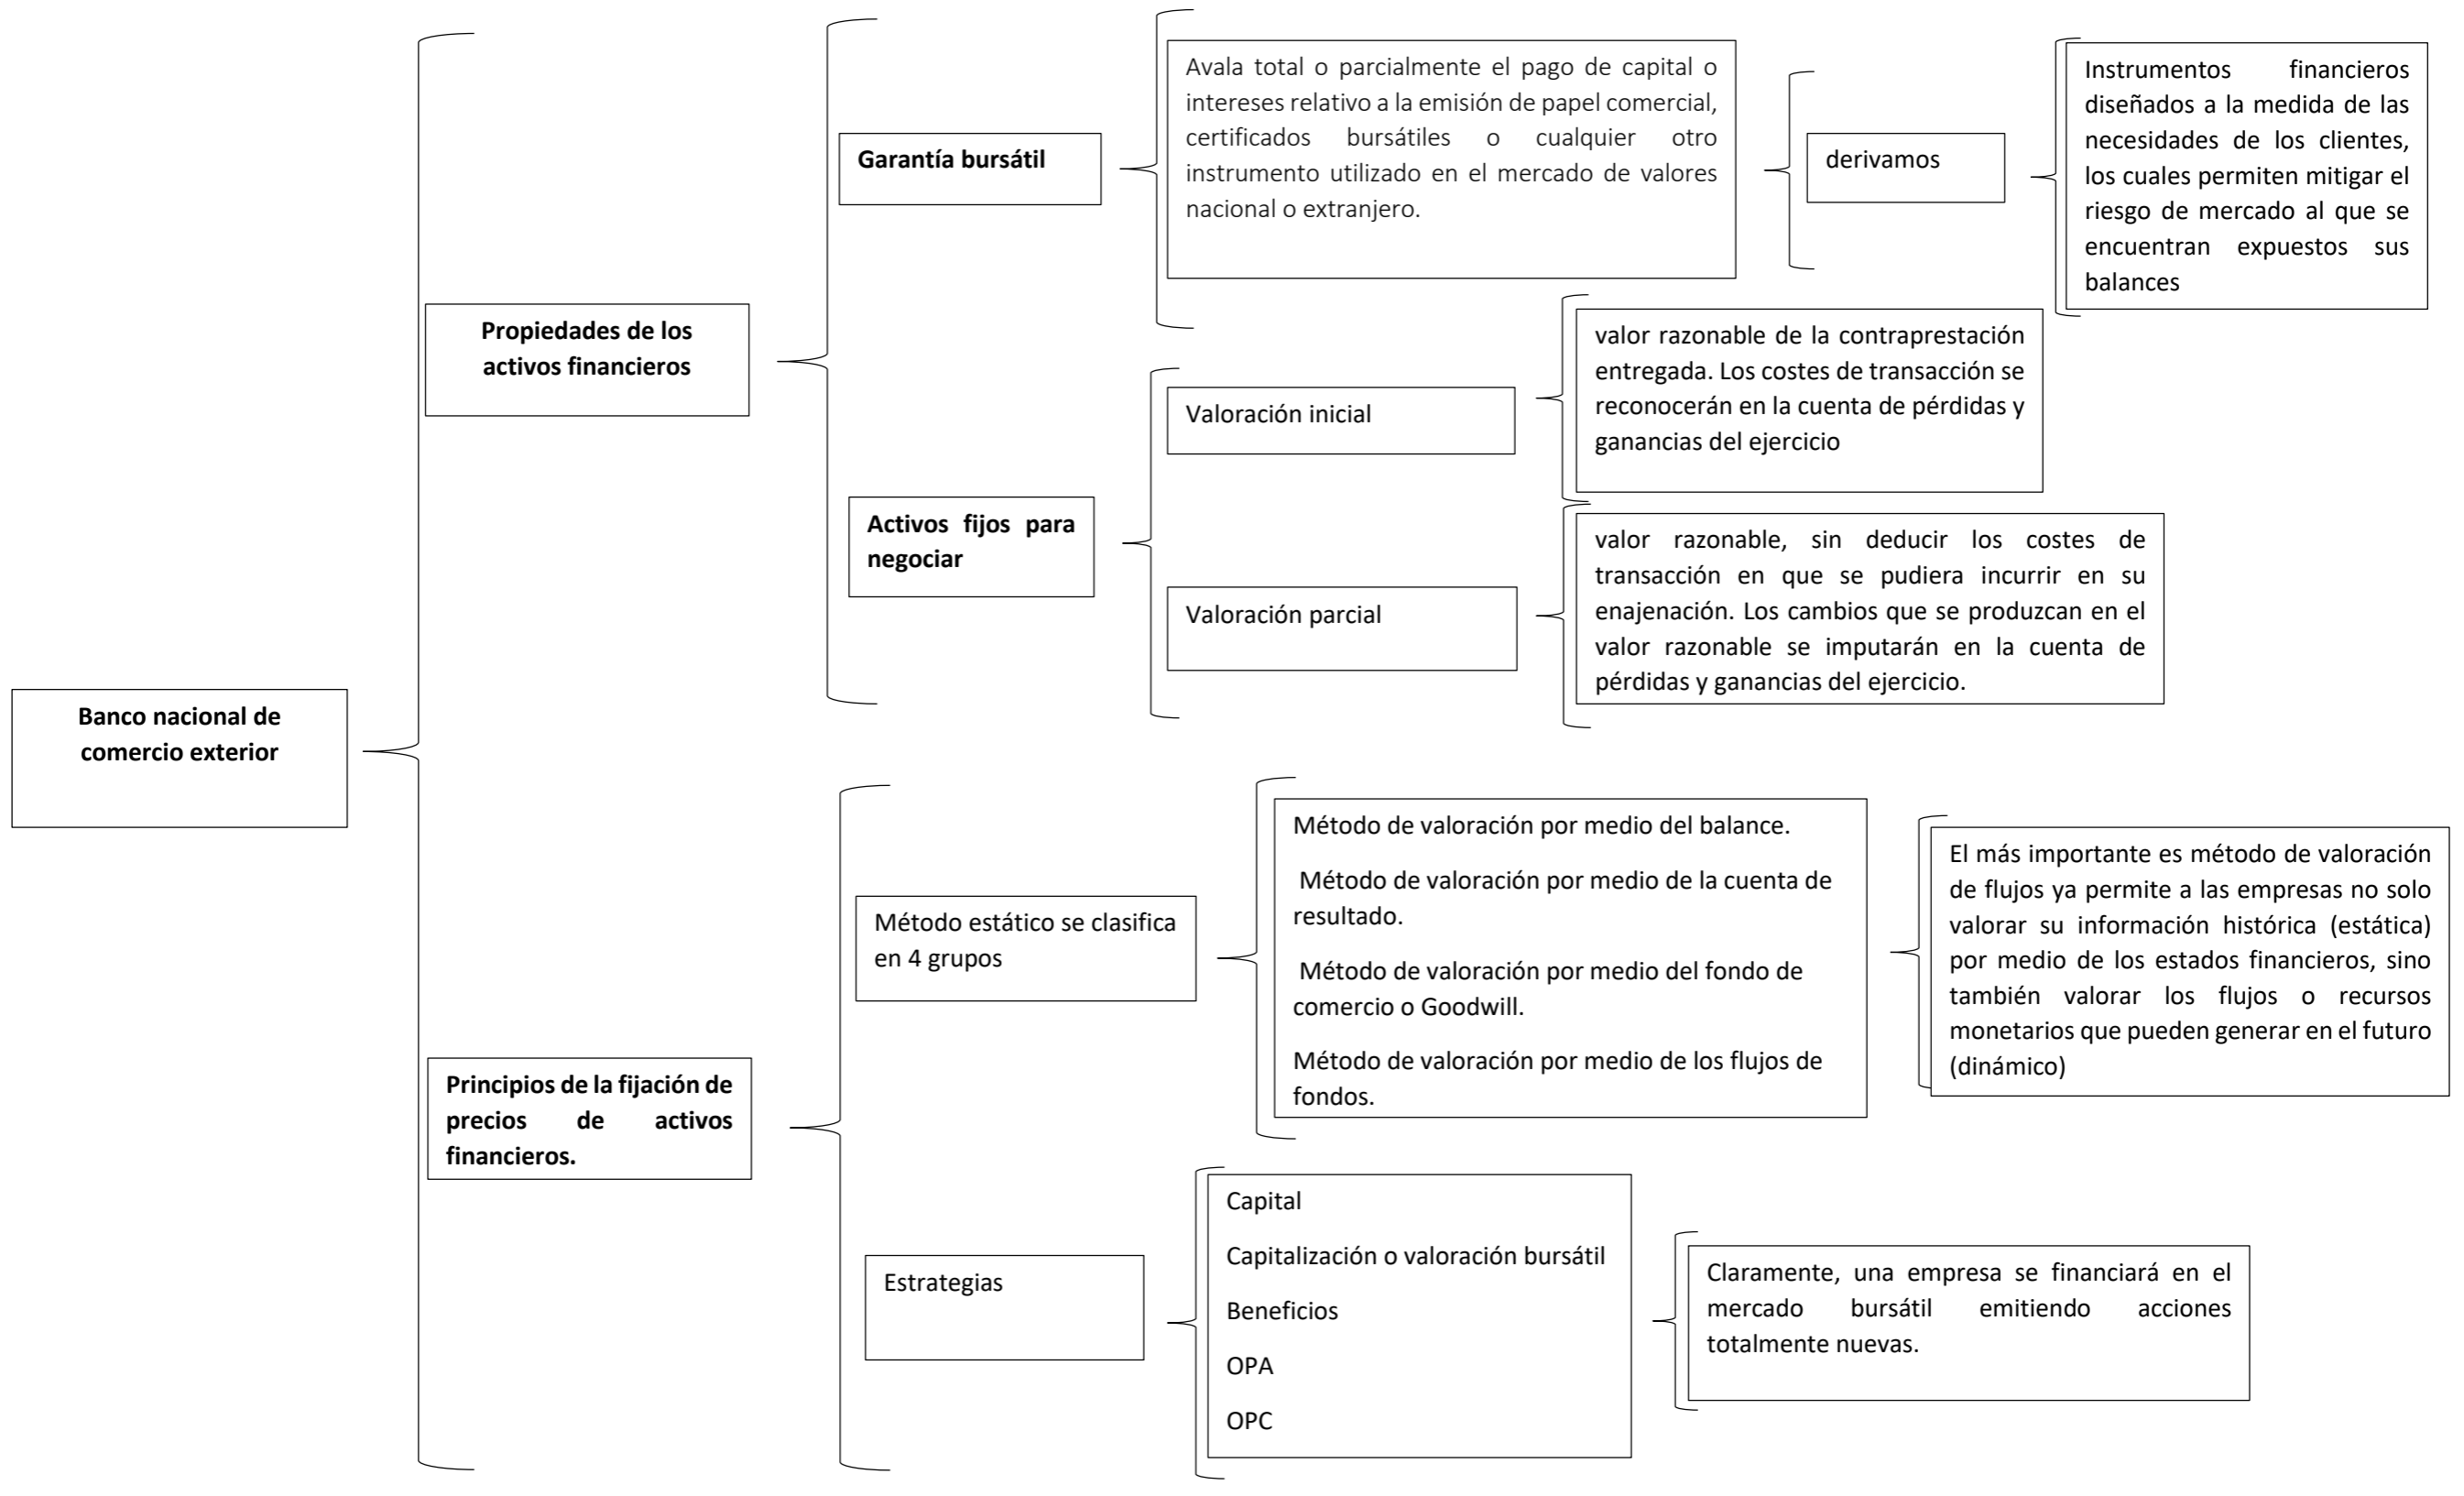 Banco nacional de
comercio exterior
Propiedades de los
activos financieros
Garantía bursátil
Avala total o parcialmente el pago de capital o
intereses relativo a la emisión de papel comercial,
certificados bursátiles o cualquier otro
instrumento utilizado en el mercado de valores
nacional o extranjero.
derivamos
Instrumentos financieros
diseñados a la medida de las
necesidades de los clientes,
los cuales permiten mitigar el
riesgo de mercado al que se
encuentran expuestos sus
balances
Activos fijos para
negociar
Valoración inicial
valor razonable de la contraprestación
entregada. Los costes de transacción se
reconocerán en la cuenta de pérdidas y
ganancias del ejercicio
Valoración parcial
valor razonable, sin deducir los costes de
transacción en que se pudiera incurrir en su
enajenación. Los cambios que se produzcan en el
valor razonable se imputarán en la cuenta de
pérdidas y ganancias del ejercicio.
Principios de la fijación de
precios de activos
financieros.
Método estático se clasifica
en 4 grupos
Método de valoración por medio del balance.
Método de valoración por medio de la cuenta de
resultado.
Método de valoración por medio del fondo de
comercio o Goodwill.
Método de valoración por medio de los flujos de
fondos.
El más importante es método de valoración
de flujos ya permite a las empresas no solo
valorar su información histórica (estática)
por medio de los estados financieros, sino
también valorar los flujos o recursos
monetarios que pueden generar en el futuro
(dinámico)
Estrategias
Capital
Capitalización o valoración bursátil
Beneficios
OPA
OPC
Claramente, una empresa se financiará en el
mercado bursátil emitiendo acciones
totalmente nuevas.